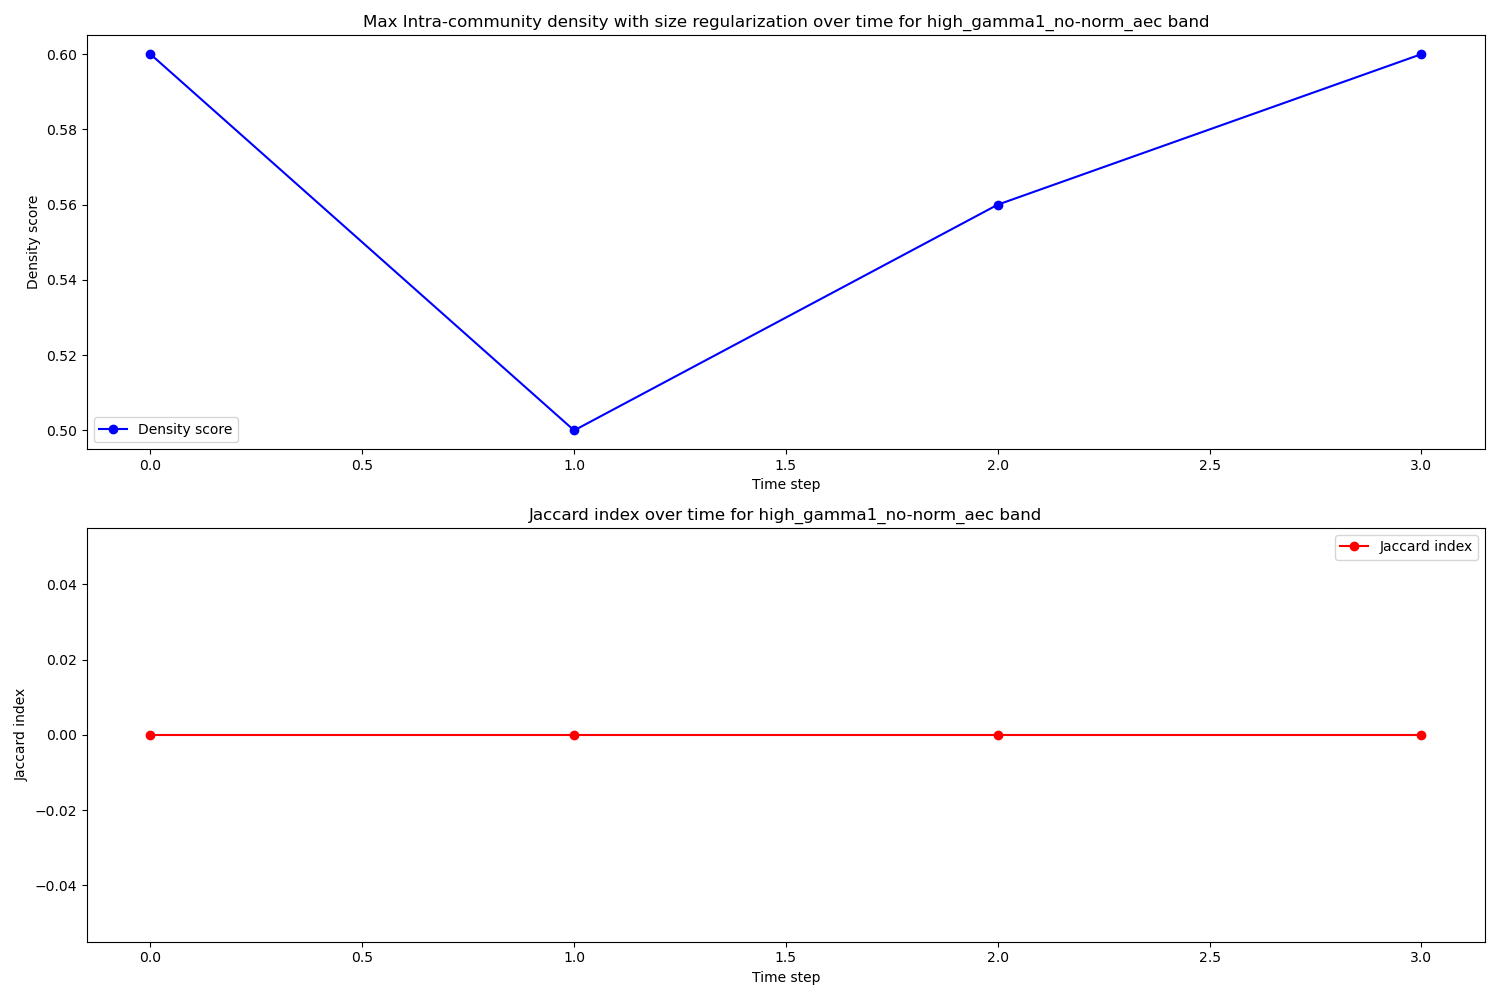 Max Intra-community density with size regularization over time for high_gamma1_no-norm_aec band
0.60
0.58
0.56
0.54
0.52
0.50
Density score
Density score
0.0 0.5 1.0 1.5 2.0 2.5 3.0
Time step
Jaccard index over time for high_gamma1_no-norm_aec band
Jaccard index
0.04
0.02
0.00
−0.02
−0.04
Jaccard index
0.0 0.5 1.0 1.5 2.0 2.5 3.0
Time step